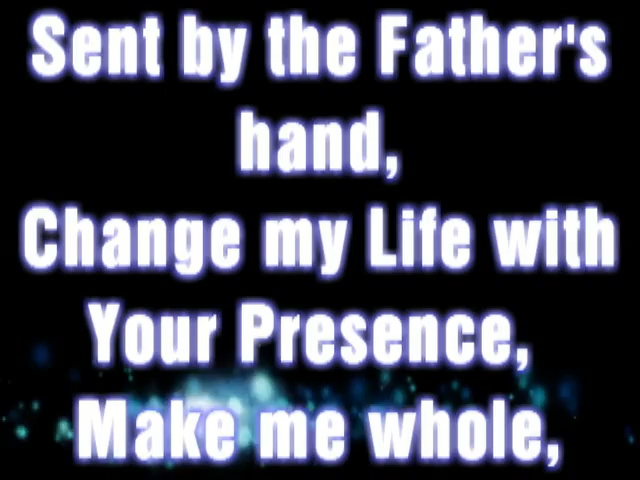 Sent by the Father's
hand,
Change my Life with
Your Presence,
Make me whole,